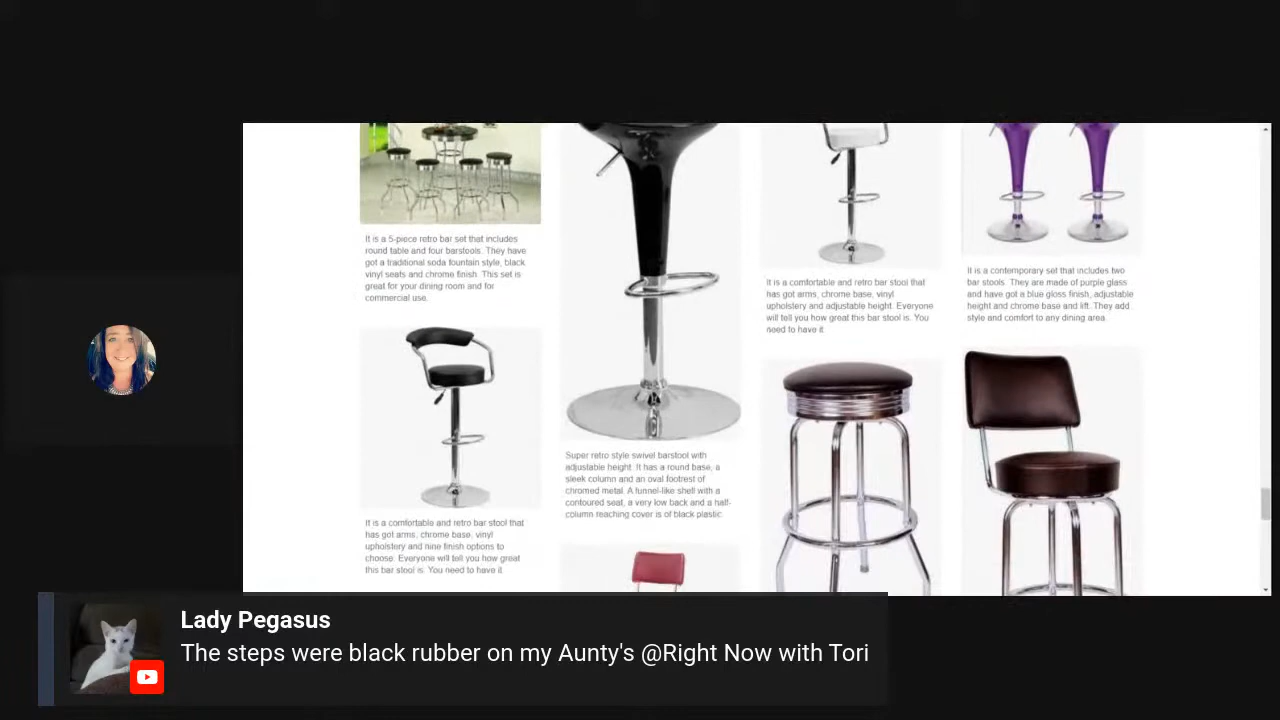 It is a 5-piece retro bar set that includes
round table and four barstools. They have
got a traditional soda fountain style, black
vinyl seats and chrome finish. This set is
great for your dining room and for
commercial use.
It is a comfortable and retro bar stool that
has got arms, chrome base, vinyl
upholstery and nine finish options to
choose. Everyone will tell you how great
this bar stool is. You need to have it
Super retro style swivel barstool with
adjustable height. It has a round base, a
sleek column and an oval footrest of
chromed metal. A funnel-like shell with a
contoured seat, a very low back and a half-
column reaching cover is of black plastic.
It is a comfortable and retro bar stool that
has got arms, chrome base, vinyl
upholstery and adjustable height. Everyone
will tell you how great this bar stool is. You
need to have it
It is a contemporary set that includes two
bar stools. They are made of purple glass
and have got a blue gloss finish, adjustable
height and chrome base and lift. They add
style and comfort to any dining area.
Lady Pegasus
The steps were black rubber on my Aunty's @Right Now with Tori